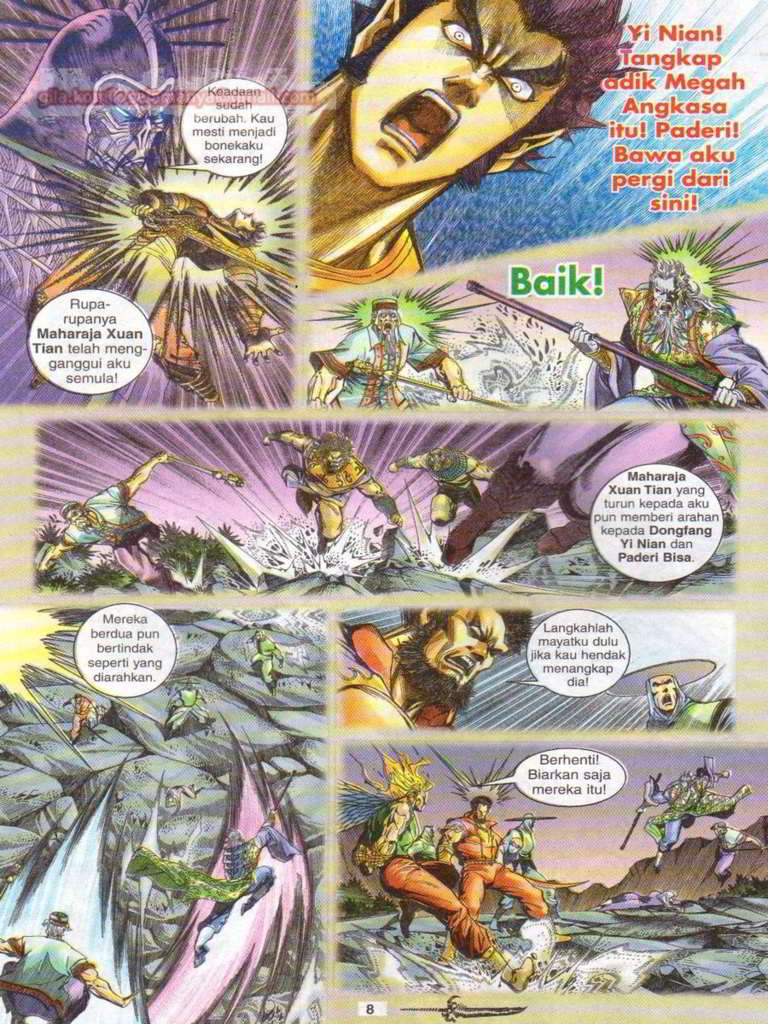 Keadaan
sudah
berubah. Kau
mesti menjadi
bonekaku
sekarang!
Yi Nian!
Tangkap
adik Megah
Angkasa
itu! Paderi!
Bawa aku
pergi dari
sini!
Rupa-
rupanya
Maharaja Xuan
Tian telah meng-
ganggui aku
semula!
Baik!
Maharaja
Xuan Tian yang
turun kepada aku
pun memberi arahan
kepada Dongfang
Yi Nian dan
Paderi Bisa.
Mereka
berdua pun
bertindak
seperti yang
diarahkan.
Langkahlah
mayatku dulu
jika kau hendak
menangkap
dia!
Berhenti!
Biarkan saja
mereka itu!
8